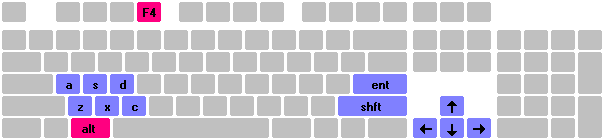 F4
a s d ent
z x c shft ↑
alt ← ↓ →